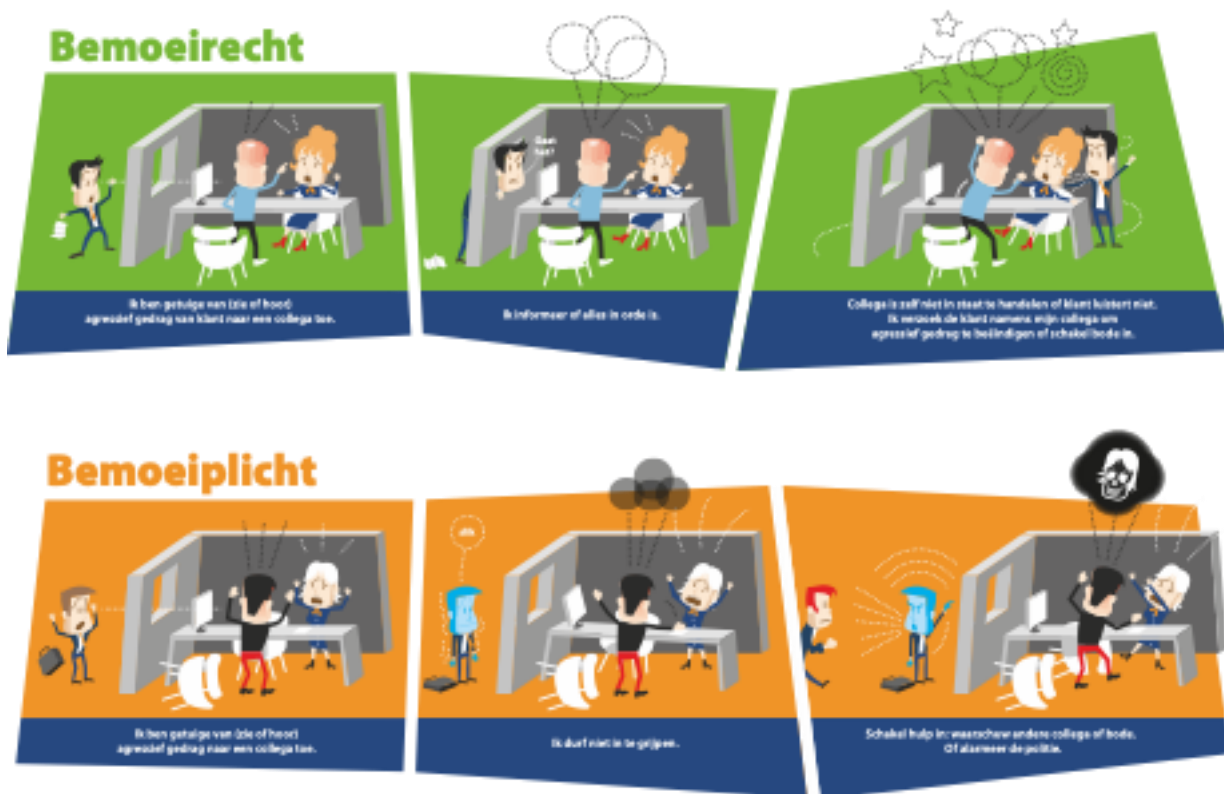 Bemoeirecht
Gaat
het?
Ik ben getuige van (zie of hoor)
agressief gedrag van klant naar een collega toe.
Ik informeer of alles in orde is.
Collega is zelf niet in staat te handelen of klant luistert niet.
Ik verzoek de klant namens mijn collega om
agressief gedrag te beëindigen of schakel bode in.
Bemoeiplicht
Ik ben getuige van (zie of hoor)
agressief gedrag naar een collega toe.
Ik durf niet in te grijpen.
Schakel hulp in: waarschuw andere collega of bode.
Of alarmeer de politie.